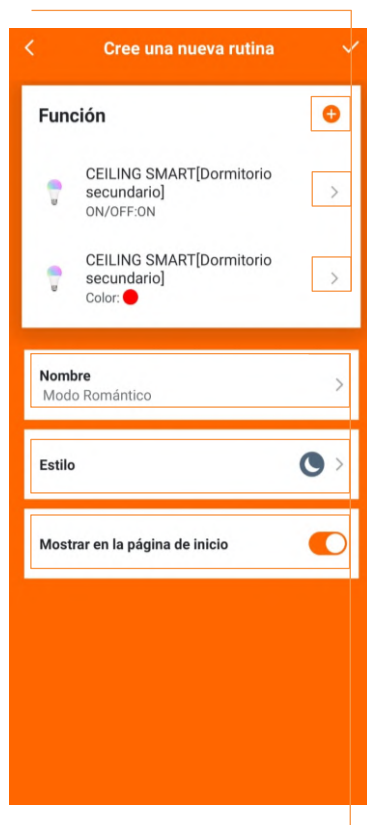 Cree una nueva rutina
Función
CEILING SMART[Dormitorio
secundario]
ON/OFF:ON
CEILING SMART[Dormitorio
secundario]
Color:
Nombre
Modo Romántico
Estilo
Mostrar en la página de inicio